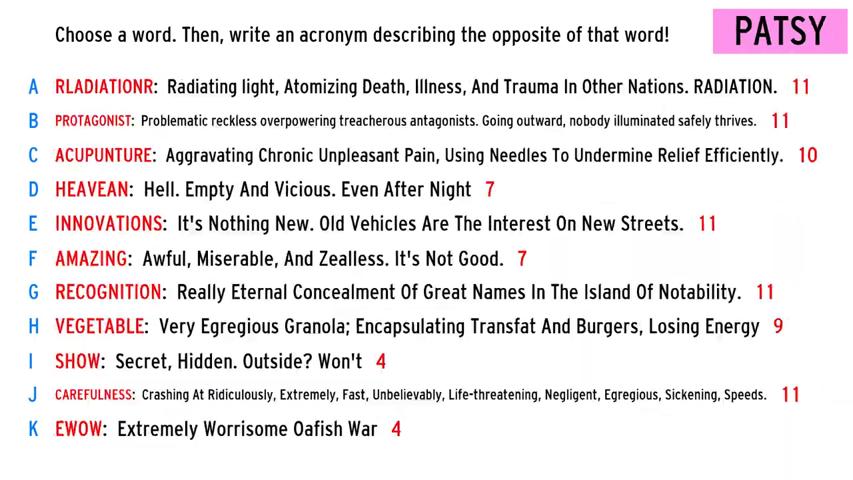 Choose a word. Then, write an acronym describing the opposite of that word!
PATSY
A RLADIATIONR: Radiating light, Atomizing Death, Illness, And Trauma In Other Nations. RADIATION. 11
B PROTAGONIST: Problematic reckless overpowering treacherous antagonists. Going outward, nobody illuminated safely thrives. 11
C ACUPUNTURE: Aggravating Chronic Unpleasant Pain, Using Needles To Undermine Relief Efficiently. 10
D HEAVEAN: Hell. Empty And Vicious. Even After Night 7
E INNOVATIONS: It's Nothing New. Old Vehicles Are The Interest On New Streets. 11
F AMAZING: Awful, Miserable, And Zealless. It's Not Good. 7
G RECOGNITION: Really Eternal Concealment Of Great Names In The Island Of Notability. 11
H VEGETABLE: Very Egregious Granola; Encapsulating Transfat And Burgers, Losing Energy 9
I SHOW: Secret, Hidden. Outside? Won't 4
J CAREFULNESS: Crashing At Ridiculously, Extremely, Fast, Unbelievably, Life-threatening, Negligent, Egregious, Sickening, Speeds. 11
K EWOW: Extremely Worrisome Oafish War 4